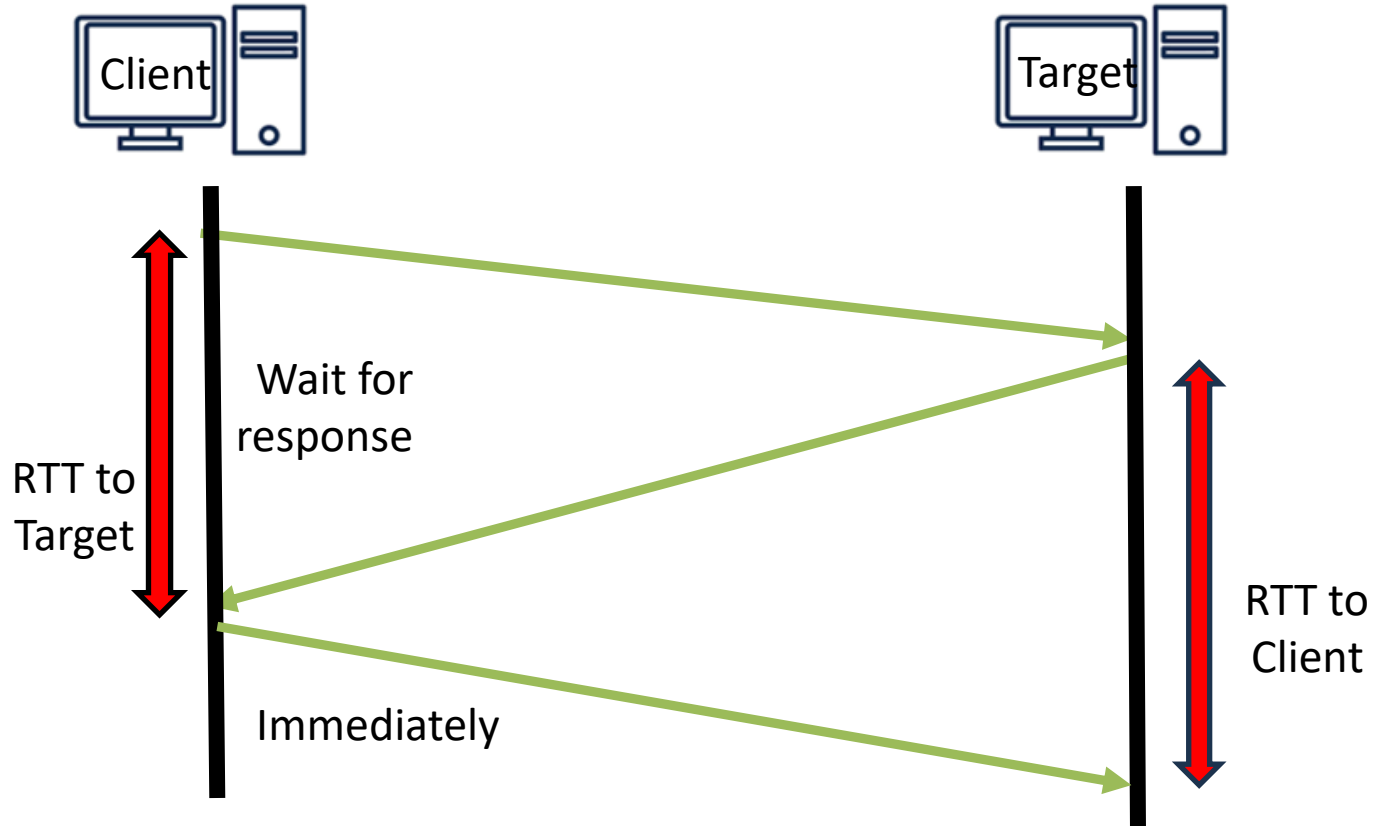 Client
Target
Wait for
response
RTT to
Target
RTT to
Client
Immediately